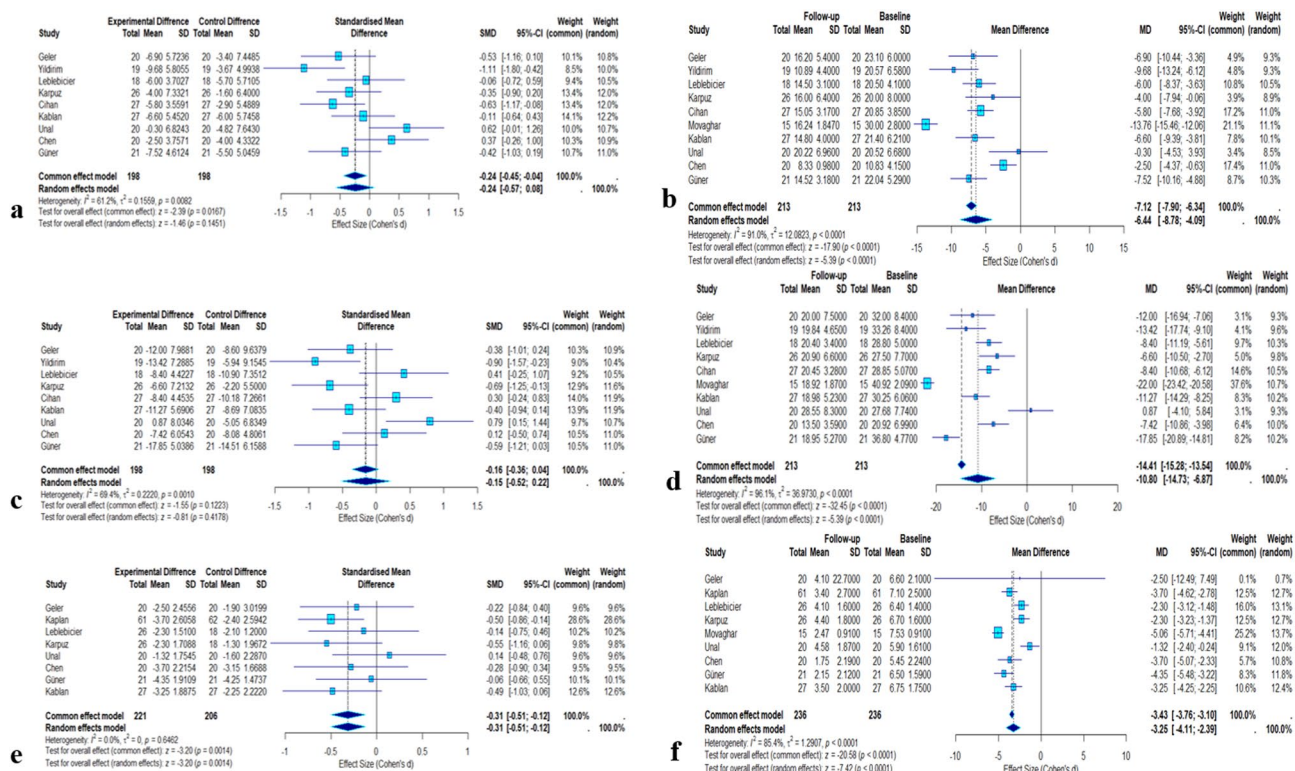 a
Experimental Diffrence Control Diffrence Standardised Mean Weight Weight
Study Total Mean SD Total Mean SD Difference SMD 95%-CI (common) (random)
Geler 20 -6.90 5.7236 20 -3.40 7.4485 -0.53 [-1.16; 0.10] 10.1% 10.8%
Yildirim 19 -9.68 5.8055 19 -3.67 4.9938 -1.11 [-1.80; -0.42] 8.5% 10.0%
Leblebicier 18 -6.00 3.7027 18 -5.70 5.7105 -0.06 [-0.72; 0.59] 9.4% 10.5%
Karpuz 26 -4.00 7.3321 26 -1.60 6.4000 -0.35 [-0.90; 0.20] 13.4% 12.0%
Cihan 27 -5.80 3.5591 27 -2.90 5.4889 -0.63 [-1.17; -0.08] 13.4% 12.0%
Kablan 27 -6.60 5.4520 27 -6.00 5.7458 -0.11 [-0.64; 0.43] 14.1% 12.2%
Unal 20 -0.30 6.8243 20 -4.82 7.6430 0.62 [-0.01; 1.26] 10.0% 10.7%
Chen 20 -2.50 3.7571 20 -4.00 4.3322 0.37 [-0.26; 1.00] 10.3% 10.9%
Güner 21 -7.52 4.6124 21 -5.50 5.0459 -0.42 [-1.03; 0.19] 10.7% 11.0%
Common effect model 198 198 -0.24 [-0.45; -0.04] 100.0% .
Random effects model -0.24 [-0.57; 0.08] . 100.0%
Heterogeneity: I² = 61.2%, τ² = 0.1559, p = 0.0082
Test for overall effect (common effect): z = -2.39 (p = 0.0167)
Test for overall effect (random effects): z = -1.46 (p = 0.1451)
-1.5 -1 -0.5 0 0.5 1 1.5
Effect Size (Cohen's d)
b
Follow-up Baseline Weight Weight
Study Total Mean SD Total Mean SD Mean Difference MD 95%-CI (common) (random)
Geler 20 16.20 5.4000 20 23.10 6.0000 -6.90 [-10.44; -3.36] 4.9% 9.3%
Yildirim 19 10.89 4.4000 19 20.57 6.5800 -9.68 [-13.24; -6.12] 4.8% 9.3%
Leblebicier 18 14.50 3.1000 18 20.50 4.1000 -6.00 [-8.37; -3.63] 10.8% 10.4%
Karpuz 26 16.00 6.4000 26 20.00 8.0000 -4.00 [-7.94; -0.06] 3.9% 8.9%
Cihan 27 15.05 3.1700 27 20.85 3.8500 -5.80 [-7.68; -3.92] 17.2% 10.9%
Movaghar 15 16.24 1.8470 15 30.00 2.8000 -13.76 [-15.46; -12.06] 21.1% 11.1%
Kablan 27 14.80 4.0000 27 21.40 6.2100 -6.60 [-9.39; -3.81] 7.8% 10.1%
Unal 20 20.22 6.9600 20 20.52 6.6800 -0.30 [-4.53; 3.93] 3.4% 8.5%
Chen 20 8.33 0.9800 20 10.83 4.1500 -2.50 [-4.37; -0.63] 17.4% 11.0%
Güner 21 14.52 3.1800 21 22.04 5.2900 -7.52 [-10.16; -4.88] 8.7% 10.3%
Common effect model 213 213 -7.12 [-7.90; -6.34] 100.0% .
Random effects model -6.44 [-8.78; -4.09] . 100.0%
Heterogeneity: I² = 91.0%, τ² = 12.0823, p < 0.0001
Test for overall effect (common effect): z = -17.90 (p < 0.0001)
Test for overall effect (random effects): z = -5.39 (p < 0.0001)
-15 -10 -5 0 5 10 15
Effect Size (Cohen's d)
c
Experimental Diffrence Control Diffrence Standardised Mean Weight Weight
Study Total Mean SD Total Mean SD Difference SMD 95%-CI (common) (random)
Geler 20 -12.00 7.9881 20 -8.60 9.6379 -0.38 [-1.01; 0.24] 10.3% 10.9%
Yildirim 19 -13.42 7.2885 19 -5.94 9.1545 -0.90 [-1.57; -0.23] 9.0% 10.4%
Leblebicier 18 -8.40 4.4227 18 -10.90 7.3512 0.41 [-0.25; 1.07] 9.2% 10.5%
Karpuz 26 -6.60 7.2132 26 -2.20 5.5000 -0.69 [-1.25; -0.13] 12.9% 11.6%
Cihan 27 -8.40 4.4535 27 -10.18 7.2661 0.30 [-0.24; 0.83] 14.0% 11.9%
Kablan 27 -11.27 5.6906 27 -8.69 7.0835 -0.40 [-0.94; 0.14] 13.9% 11.9%
Unal 20 0.87 8.0346 20 -5.05 6.8349 0.79 [0.15; 1.44] 9.7% 10.7%
Chen 20 -7.42 6.0543 20 -8.08 4.8061 0.12 [-0.50; 0.74] 10.5% 11.0%
Güner 21 -17.85 5.0386 21 -14.51 6.1588 -0.59 [-1.21; 0.03] 10.5% 11.0%
Common effect model 198 198 -0.16 [-0.36; 0.04] 100.0% .
Random effects model -0.15 [-0.52; 0.22] . 100.0%
Heterogeneity: I² = 69.4%, τ² = 0.2220, p = 0.0010
Test for overall effect (common effect): z = -1.55 (p = 0.1223)
Test for overall effect (random effects): z = -0.81 (p = 0.4178)
-1 -0.5 0 0.5 1 1.5
Effect Size (Cohen's d)
d
Follow-up Baseline Weight Weight
Study Total Mean SD Total Mean SD Mean Difference MD 95%-CI (common) (random)
Geler 20 20.00 7.5000 20 32.00 8.4000 -12.00 [-16.94; -7.06] 3.1% 9.3%
Yildirim 19 19.84 4.6500 19 33.26 8.4000 -13.42 [-17.74; -9.10] 4.1% 9.6%
Leblebicier 18 20.40 3.4000 18 28.80 5.0000 -8.40 [-11.19; -5.61] 9.7% 10.4%
Karpuz 26 20.90 6.6000 26 27.50 7.7000 -6.60 [-10.50; -2.70] 5.0% 9.8%
Cihan 27 20.45 3.2800 27 28.85 5.0700 -8.40 [-10.68; -6.12] 14.5% 10.6%
Movaghar 15 18.92 1.8700 15 40.92 2.0900 -22.00 [-23.42; -20.58] 37.6% 10.9%
Kablan 27 18.98 5.2300 27 30.25 6.0600 -11.27 [-14.29; -8.25] 8.3% 10.3%
Unal 20 28.55 8.3000 20 27.68 7.7400 0.87 [-4.10; 5.84] 3.1% 9.2%
Chen 20 13.50 3.5900 20 20.92 6.9900 -7.42 [-10.86; -3.98] 6.4% 10.0%
Güner 21 18.95 5.2700 21 36.80 4.7700 -17.85 [-20.89; -14.81] 8.2% 10.3%
Common effect model 213 213 -14.41 [-15.28; -13.54] 100.0% .
Random effects model -10.80 [-14.73; -6.87] . 100.0%
Heterogeneity: I² = 96.1%, τ² = 36.9730, p < 0.0001
Test for overall effect (common effect): z = -32.45 (p < 0.0001)
Test for overall effect (random effects): z = -5.39 (p < 0.0001)
-20 -10 0 10 20
Effect Size (Cohen's d)
e
Experimental Diffrence Control Diffrence Standardised Mean Weight Weight
Study Total Mean SD Total Mean SD Difference SMD 95%-CI (common) (random)
Geler 20 -2.50 2.4556 20 -1.90 3.0199 -0.22 [-0.84; 0.40] 9.6% 9.6%
Kaplan 61 -3.70 2.6058 62 -2.40 2.5942 -0.50 [-0.86; -0.14] 28.6% 28.6%
Leblebicier 26 -2.30 1.5100 18 -2.10 1.2000 -0.14 [-0.75; 0.46] 10.2% 10.2%
Karpuz 26 -2.30 1.7088 18 -1.30 1.9672 -0.55 [-1.16; 0.06] 9.8% 9.8%
Unal 20 -1.32 1.7545 20 -1.60 2.2870 0.14 [-0.48; 0.76] 9.6% 9.6%
Chen 20 -3.70 2.2154 20 -3.15 1.6688 -0.28 [-0.90; 0.34] 9.5% 9.5%
Güner 21 -4.35 1.9109 21 -4.25 1.4737 -0.06 [-0.66; 0.55] 10.1% 10.1%
Kablan 27 -3.25 1.8875 27 -2.25 2.2220 -0.49 [-1.03; 0.06] 12.6% 12.6%
Common effect model 221 206 -0.31 [-0.51; -0.12] 100.0% .
Random effects model -0.31 [-0.51; -0.12] . 100.0%
Heterogeneity: I² = 0.0%, τ² = 0, p = 0.6462
Test for overall effect (common effect): z = -3.20 (p = 0.0014)
Test for overall effect (random effects): z = -3.20 (p = 0.0014)
-1 -0.5 0 0.5 1
Effect Size (Cohen's d)
f
Follow-up Baseline Weight Weight
Study Total Mean SD Total Mean SD Mean Difference MD 95%-CI (common) (random)
Geler 20 4.10 22.7000 20 6.60 2.1000 -2.50 [-12.49; 7.49] 0.1% 0.7%
Kaplan 61 3.40 2.7000 61 7.10 2.5000 -3.70 [-4.62; -2.78] 12.5% 12.7%
Leblebicier 26 4.10 1.6000 26 6.40 1.4000 -2.30 [-3.12; -1.48] 16.0% 13.1%
Karpuz 26 4.40 1.8000 26 6.70 1.6000 -2.30 [-3.23; -1.37] 12.5% 12.7%
Movaghar 15 2.47 0.9100 15 7.53 0.9100 -5.06 [-5.71; -4.41] 25.2% 13.7%
Unal 20 4.58 1.8700 20 5.90 1.6100 -1.32 [-2.40; -0.24] 9.1% 12.0%
Chen 20 1.75 2.1900 20 5.45 2.2400 -3.70 [-5.07; -2.33] 5.7% 10.8%
Güner 21 2.15 2.1200 21 6.50 1.5900 -4.35 [-5.48; -3.22] 8.3% 11.8%
Kablan 27 3.50 2.0000 27 6.75 1.7500 -3.25 [-4.25; -2.25] 10.6% 12.4%
Common effect model 236 236 -3.43 [-3.76; -3.10] 100.0% .
Random effects model -3.25 [-4.11; -2.39] . 100.0%
Heterogeneity: I² = 85.4%, τ² = 1.2907, p < 0.0001
Test for overall effect (common effect): z = -20.58 (p < 0.0001)
Test for overall effect (random effects): z = -7.42 (p < 0.0001)
-10 -5 0 5 10
Effect Size (Cohen's d)